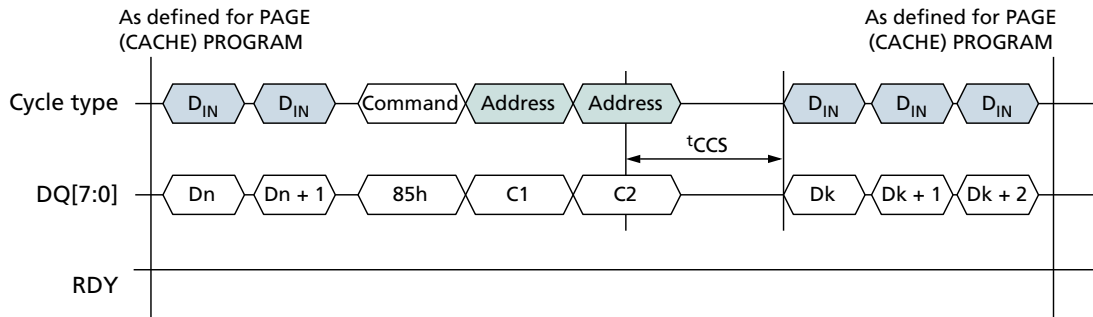 As defined for PAGE
(CACHE) PROGRAM
As defined for PAGE
(CACHE) PROGRAM
Cycle type
DIN
DIN
Command
Address
Address
DIN
DIN
DIN
tCCS
DQ[7:0]
Dn
Dn + 1
85h
C1
C2
Dk
Dk + 1
Dk + 2
RDY